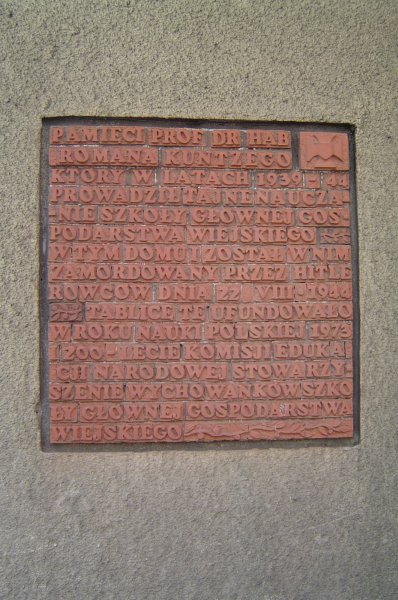 PAMIĘCI PROF DR HAB
ROMANA KUNTZEGO
KTÓRY W LATACH 1939-44
PROWADZIŁ TAJNE NAUCZA-
NIE SZKOŁY GŁÓWNEJ GOS-
PODARSTWA WIEJSKIEGO
W TYM DOMU I ZOSTAŁ W NIM
ZAMORDOWANY PRZEZ HITLE
ROWCÓW DNIA 22 VIII 1944
TABLICĘ TĘ UFUNDOWAŁO
W ROKU NAUKI POLSKIEJ 1973
I 200-LECIE KOMISJI EDUKA
CJI NARODOWEJ STOWARZY-
SZENIE WYCHOWANKÓW SZKO
ŁY GŁÓWNEJ GOSPODARSTWA
WIEJSKIEGO